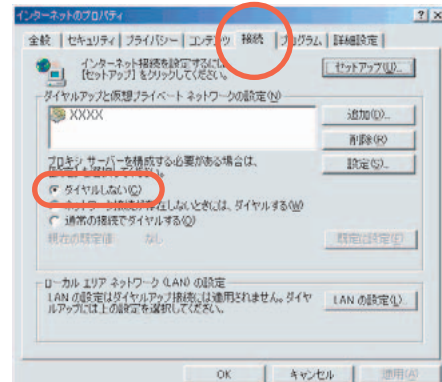 インターネットのプロパティ
全般 セキュリティ プライバシー コンテンツ 接続 プログラム 詳細設定
インターネット接続を設定するには、
[セットアップ] をクリックしてください。
セットアップ(U)...
ダイヤルアップと仮想プライベート ネットワークの設定(N)
XXXX
追加(D)...
削除(R)
プロキシ サーバーを構成する必要がある場合は、
設定(S)...
ダイヤルしない(C)
ネットワーク接続が存在しないときには、ダイヤルする(W)
通常の接続でダイヤルする(O)
現在の既定値 なし
既定に設定(E)
ローカル エリア ネットワーク (LAN) の設定
LAN の設定はダイヤルアップ接続には適用されません。ダイヤ
ルアップには上の設定を選択してください。
LAN の設定(L)...
OK キャンセル 適用(A)